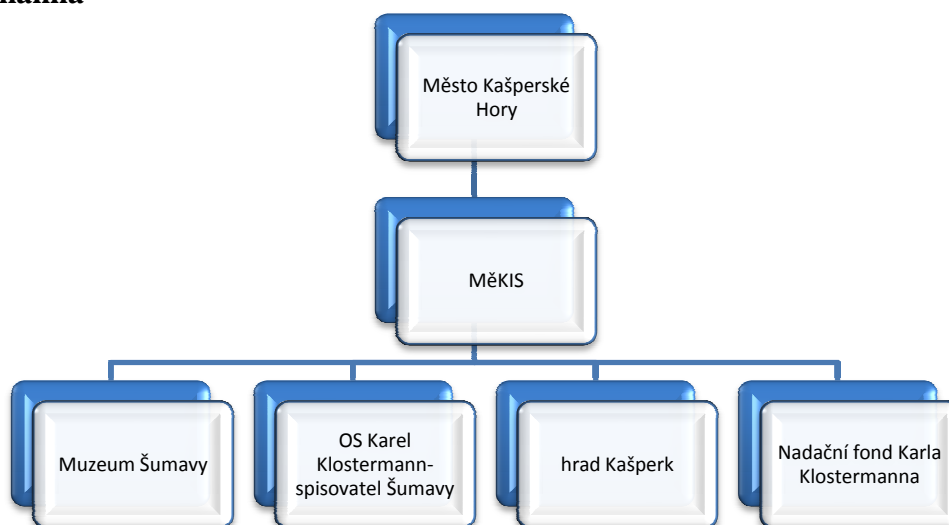 Město Kašperské
Hory
MěKIS
Muzeum Šumavy
OS Karel
Klostermann-
spisovatel Šumavy
hrad Kašperk
Nadační fond Karla
Klostermanna